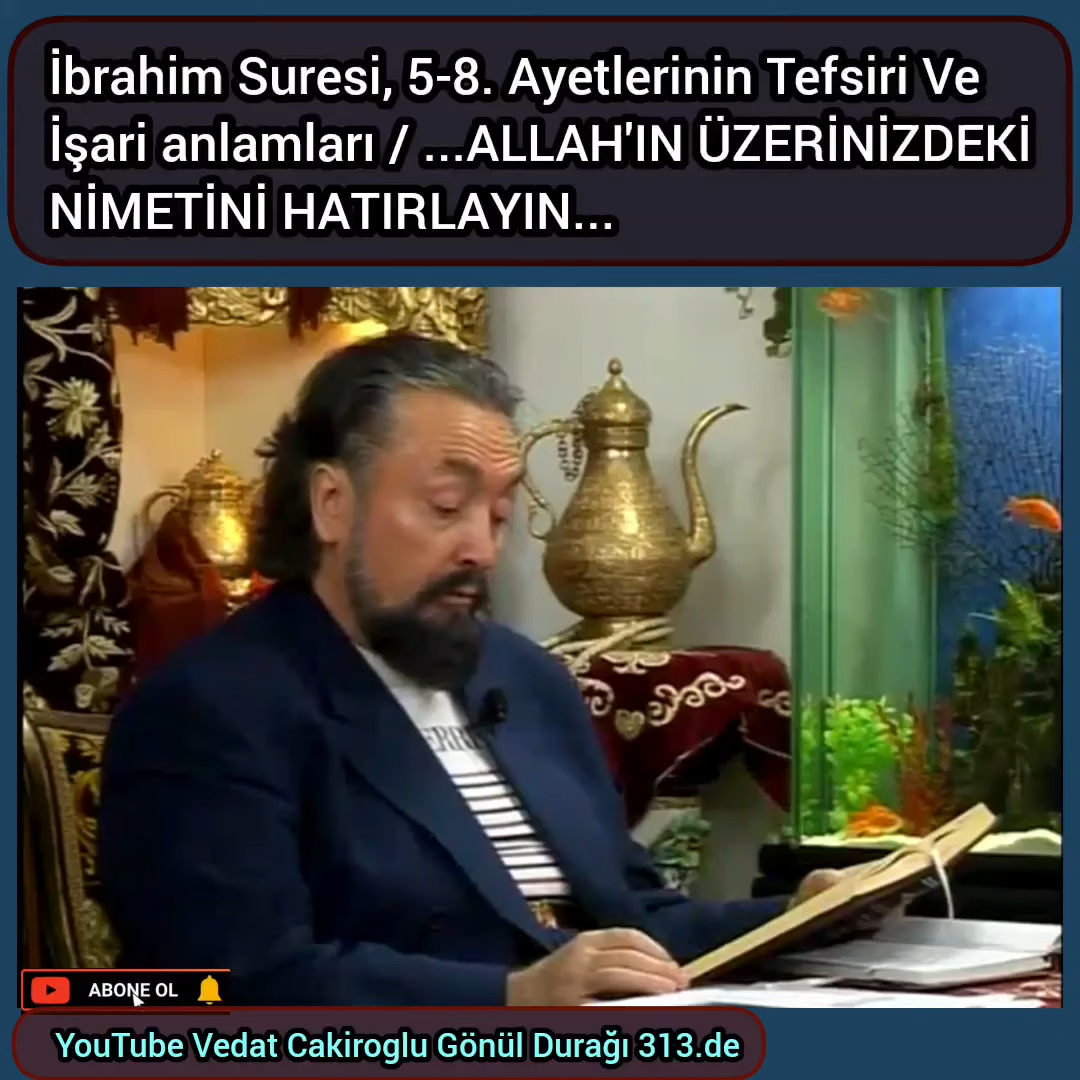 İbrahim Suresi, 5-8. Ayetlerinin Tefsiri Ve
İşari anlamları / ...ALLAH'IN ÜZERİNİZDEKİ
NİMETİNİ HATIRLAYIN...
ABONE OL
YouTube Vedat Cakiroglu Gönül Durağı 313.de